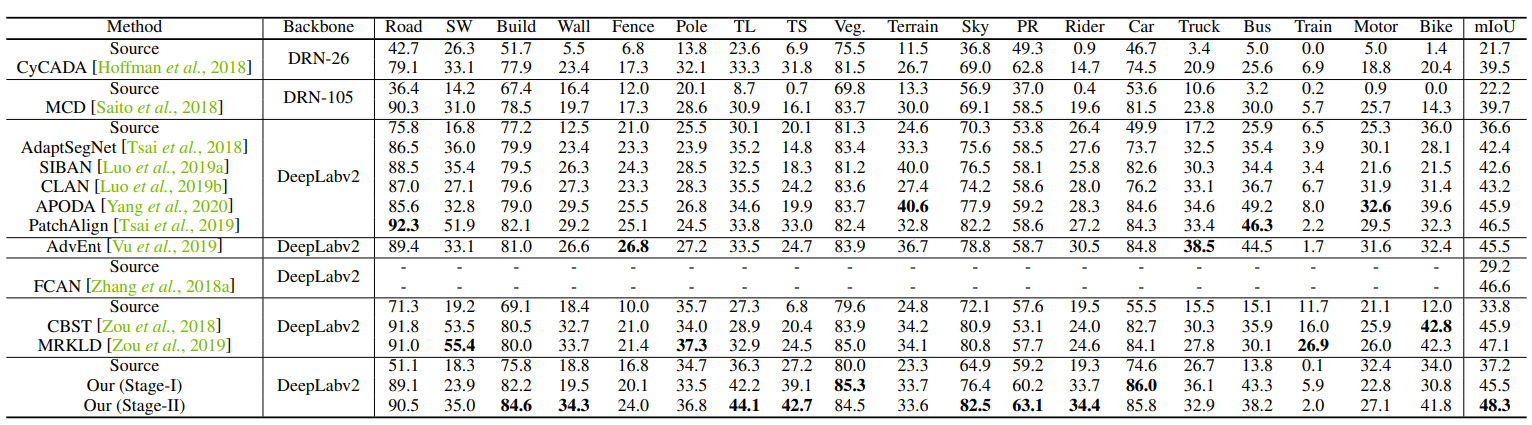 Method Backbone Road SW Build Wall Fence Pole TL TS Veg. Terrain Sky PR Rider Car Truck Bus Train Motor Bike mIoU
Source DRN-26 42.7 26.3 51.7 5.5 6.8 13.8 23.6 6.9 75.5 11.5 36.8 49.3 0.9 46.7 3.4 5.0 0.0 5.0 1.4 21.7
CyCADA [Hoffman et al., 2018] 79.1 33.1 77.9 23.4 17.3 32.1 33.3 31.8 81.5 26.7 69.0 62.8 14.7 74.5 20.9 25.6 6.9 18.8 20.4 39.5
Source DRN-105 36.4 14.2 67.4 16.4 12.0 20.1 8.7 0.7 69.8 13.3 56.9 37.0 0.4 53.6 10.6 3.2 0.2 0.9 0.0 22.2
MCD [Saito et al., 2018] 90.3 31.0 78.5 19.7 17.3 28.6 30.9 16.1 83.7 30.0 69.1 58.5 19.6 81.5 23.8 30.0 5.7 25.7 14.3 39.7
Source 75.8 16.8 77.2 12.5 21.0 25.5 30.1 20.1 81.3 24.6 70.3 53.8 26.4 49.9 17.2 25.9 6.5 25.3 36.0 36.6
AdaptSegNet [Tsai et al., 2018] 86.5 36.0 79.9 23.4 23.3 23.9 35.2 14.8 83.4 33.3 75.6 58.5 27.6 73.7 32.5 35.4 3.9 30.1 28.1 42.4
SIBAN [Luo et al., 2019a] 88.5 35.4 79.5 26.3 24.3 28.5 32.5 18.3 81.2 40.0 76.5 58.1 25.8 82.6 30.3 34.4 3.4 21.6 21.5 42.6
CLAN [Luo et al., 2019b] DeepLabv2 87.0 27.1 79.6 27.3 23.3 28.3 35.5 24.2 83.6 27.4 74.2 58.6 28.0 76.2 33.1 36.7 6.7 31.9 31.4 43.2
APODA [Yang et al., 2020] 85.6 32.8 79.0 29.5 25.5 26.8 34.6 19.9 83.7 40.6 77.9 59.2 28.3 84.6 34.6 49.2 8.0 32.6 39.6 45.9
PatchAlign [Tsai et al., 2019] 92.3 51.9 82.1 29.2 25.1 24.5 33.8 33.0 82.4 32.8 82.2 58.6 27.2 84.3 33.4 46.3 2.2 29.5 32.3 46.5
AdvEnt [Vu et al., 2019] DeepLabv2 89.4 33.1 81.0 26.6 26.8 27.2 33.5 24.7 83.9 36.7 78.8 58.7 30.5 84.8 38.5 44.5 1.7 31.6 32.4 45.5
Source DeepLabv2 - - - - - - - - - - - - - - - - - - - 29.2
FCAN [Zhang et al., 2018a] - - - - - - - - - - - - - - - - - - - 46.6
Source 71.3 19.2 69.1 18.4 10.0 35.7 27.3 6.8 79.6 24.8 72.1 57.6 19.5 55.5 15.5 15.1 11.7 21.1 12.0 33.8
CBST [Zou et al., 2018] DeepLabv2 91.8 53.5 80.5 32.7 21.0 34.0 28.9 20.4 83.9 34.2 80.9 53.1 24.0 82.7 30.3 35.9 16.0 25.9 42.8 45.9
MRKLD [Zou et al., 2019] 91.0 55.4 80.0 33.7 21.4 37.3 32.9 24.5 85.0 34.1 80.8 57.7 24.6 84.1 27.8 30.1 26.9 26.0 42.3 47.1
Source 51.1 18.3 75.8 18.8 16.8 34.7 36.3 27.2 80.0 23.3 64.9 59.2 19.3 74.6 26.7 13.8 0.1 32.4 34.0 37.2
Our (Stage-I) DeepLabv2 89.1 23.9 82.2 19.5 20.1 33.5 42.2 39.1 85.3 33.7 76.4 60.2 33.7 86.0 36.1 43.3 5.9 22.8 30.8 45.5
Our (Stage-II) 90.5 35.0 84.6 34.3 24.0 36.8 44.1 42.7 84.5 33.6 82.5 63.1 34.4 85.8 32.9 38.2 2.0 27.1 41.8 48.3